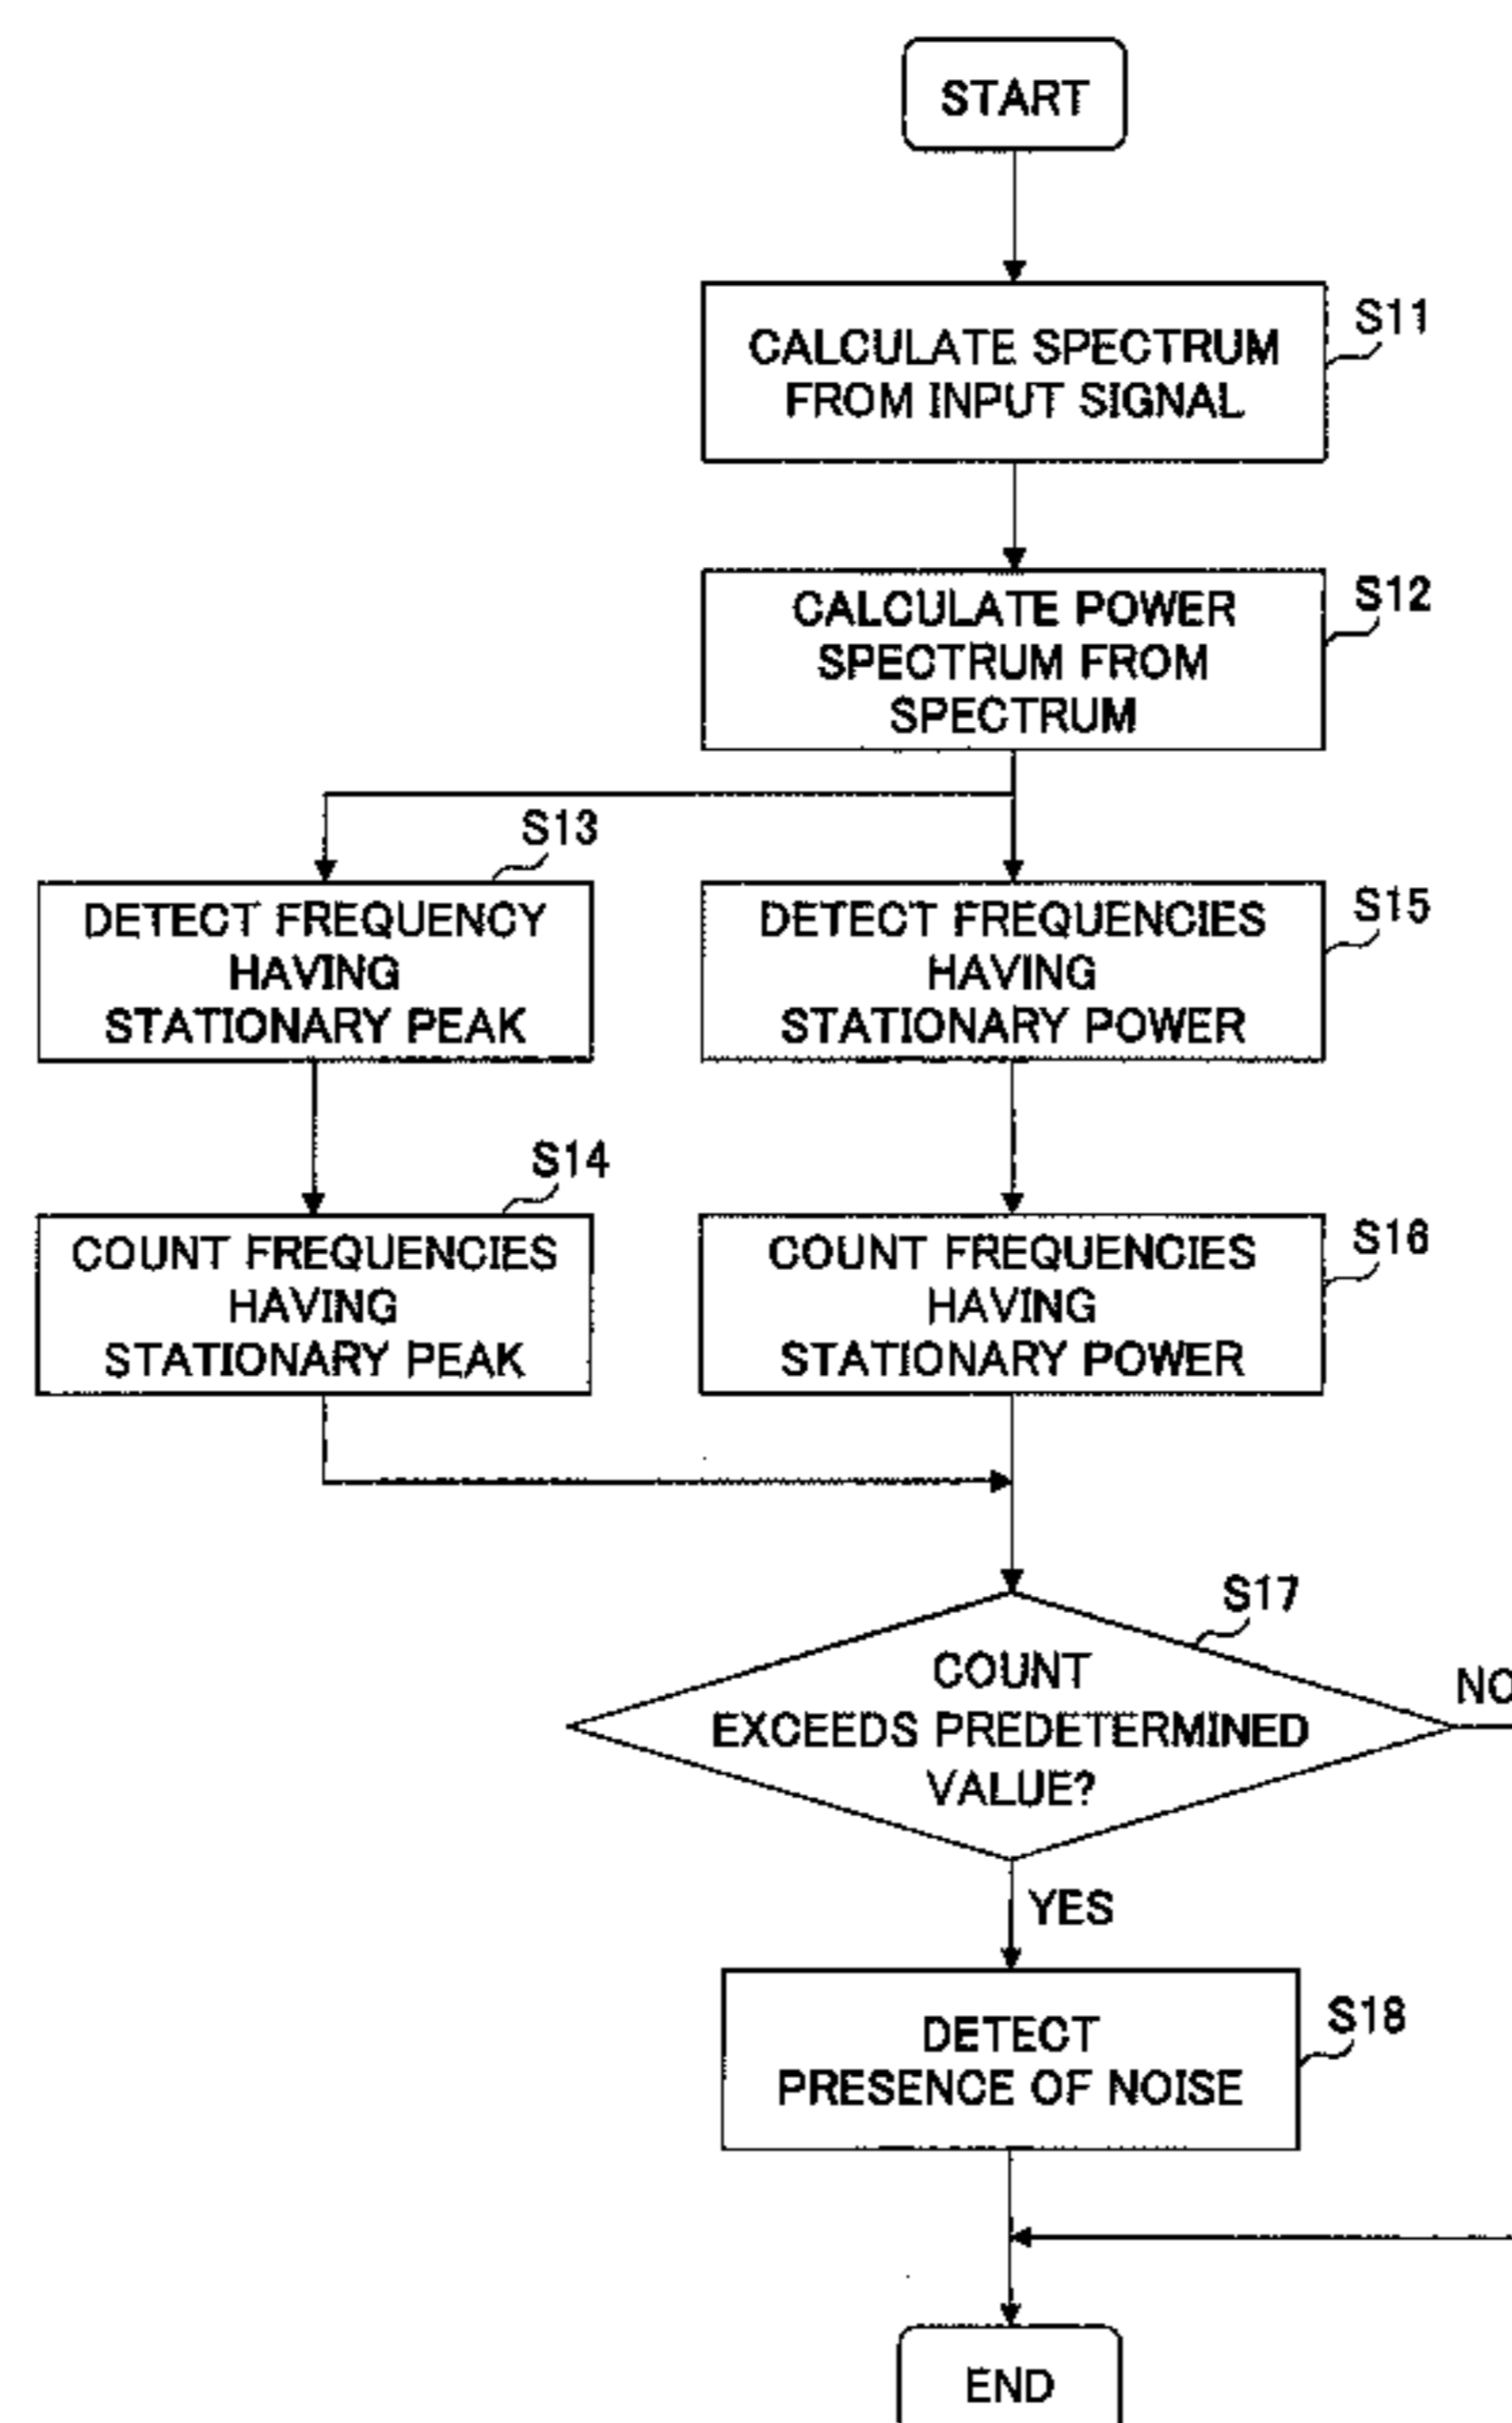 START
S11
CALCULATE SPECTRUM
FROM INPUT SIGNAL
S12
CALCULATE POWER
SPECTRUM FROM
SPECTRUM
S13
DETECT FREQUENCY
HAVING
STATIONARY PEAK
S15
DETECT FREQUENCIES
HAVING
STATIONARY POWER
S14
COUNT FREQUENCIES
HAVING
STATIONARY PEAK
S16
COUNT FREQUENCIES
HAVING
STATIONARY POWER
S17
COUNT
EXCEEDS PREDETERMINED
VALUE?
NO
YES
S18
DETECT
PRESENCE OF NOISE
END